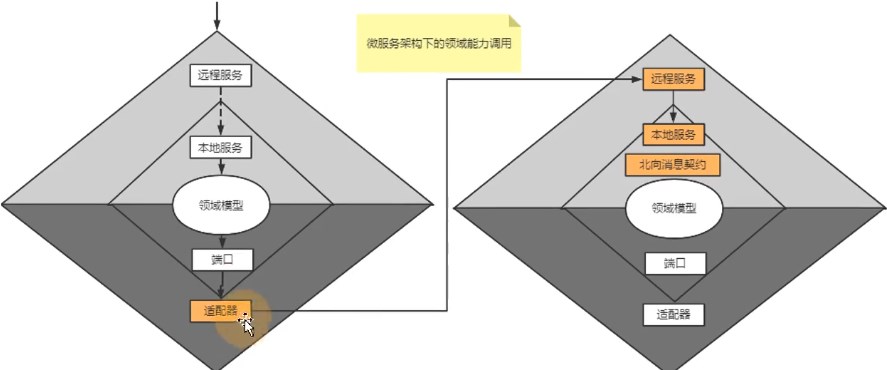 微服务架构下的领域能力调用
远程服务
本地服务
领域模型
端口
适配器
远程服务
本地服务
北向消息契约
领域模型
端口
适配器